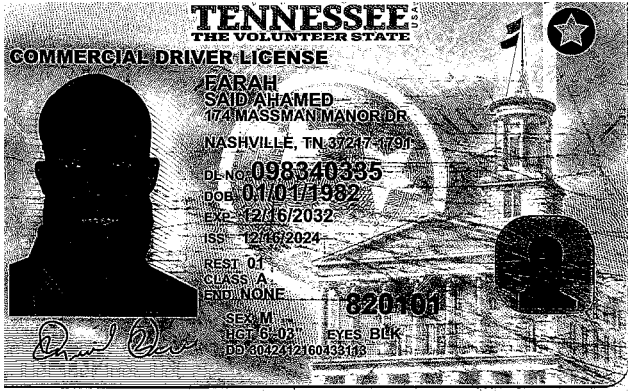 TENNESSEE USA
THE VOLUNTEER STATE
COMMERCIAL DRIVER LICENSE
FARAH
SAID AHAMED
174 MASSMAN MANOR DR
NASHVILLE, TN 37217-1791
DL NO. 098340335
DOB 01/01/1982
EXP 12/16/2032
ISS 12/16/2024
REST 01
CLASS A
END NONE
820101
SEX M
HGT 6'-03" EYES BLK
DD 3042412160433113